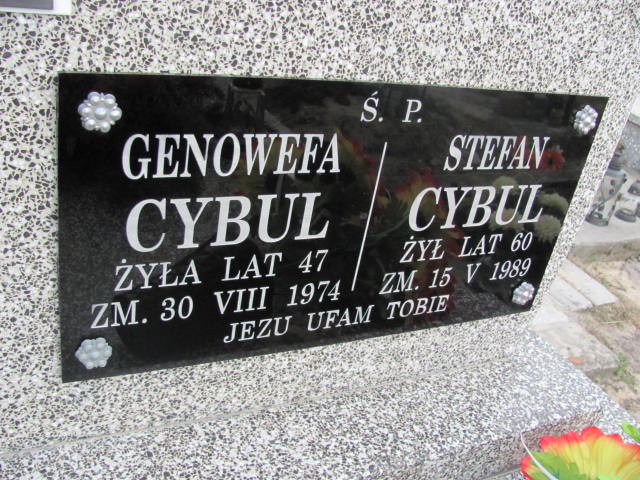 Ś. P.
GENOWEFA
CYBUL
ŻYŁA LAT 47
ZM. 30 VIII 1974
STEFAN
CYBUL
ŻYŁ LAT 60
ZM. 15 V 1989
JEZU UFAM TOBIE